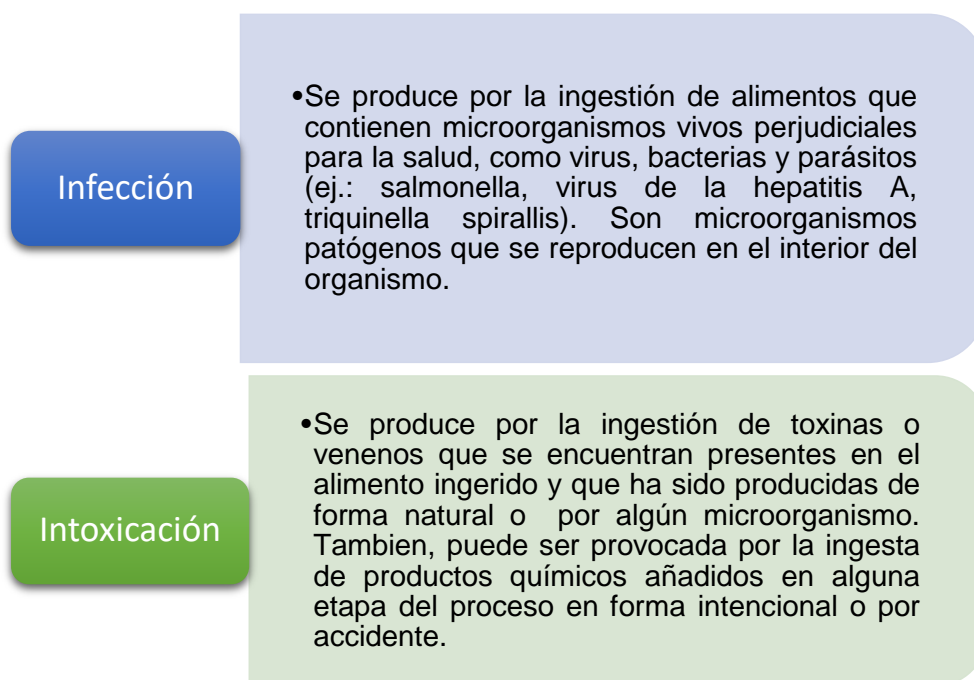 Infección
•Se produce por la ingestión de alimentos que
contienen microorganismos vivos perjudiciales
para la salud, como virus, bacterias y parásitos
(ej.: salmonella, virus de la hepatitis A,
triquinella spirallis). Son microorganismos
patógenos que se reproducen en el interior del
organismo.
Intoxicación
•Se produce por la ingestión de toxinas o
venenos que se encuentran presentes en el
alimento ingerido y que ha sido producidas de
forma natural o por algún microorganismo.
Tambien, puede ser provocada por la ingesta
de productos químicos añadidos en alguna
etapa del proceso en forma intencional o por
accidente.